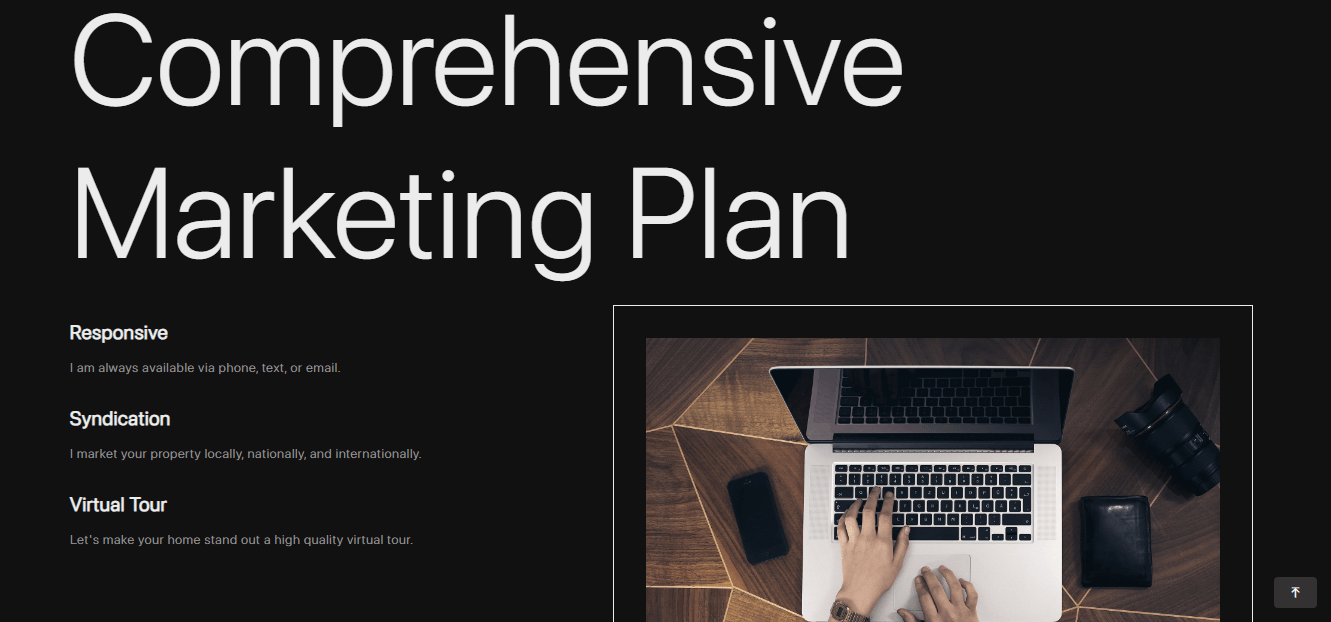 Comprehensive
Marketing Plan
Responsive
I am always available via phone, text, or email.
Syndication
I market your property locally, nationally, and internationally.
Virtual Tour
Let's make your home stand out a high quality virtual tour.